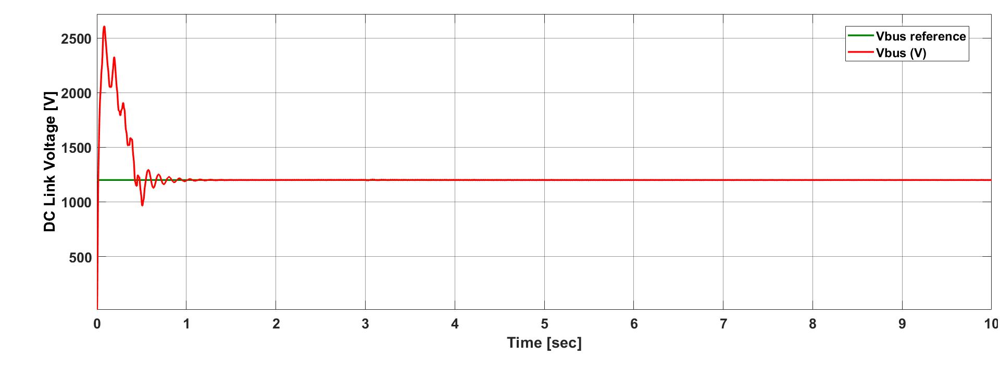 Vbus reference
Vbus (V)
2500
2000
1500
1000
500
DC Link Voltage [V]
0 1 2 3 4 5 6 7 8 9 10
Time [sec]